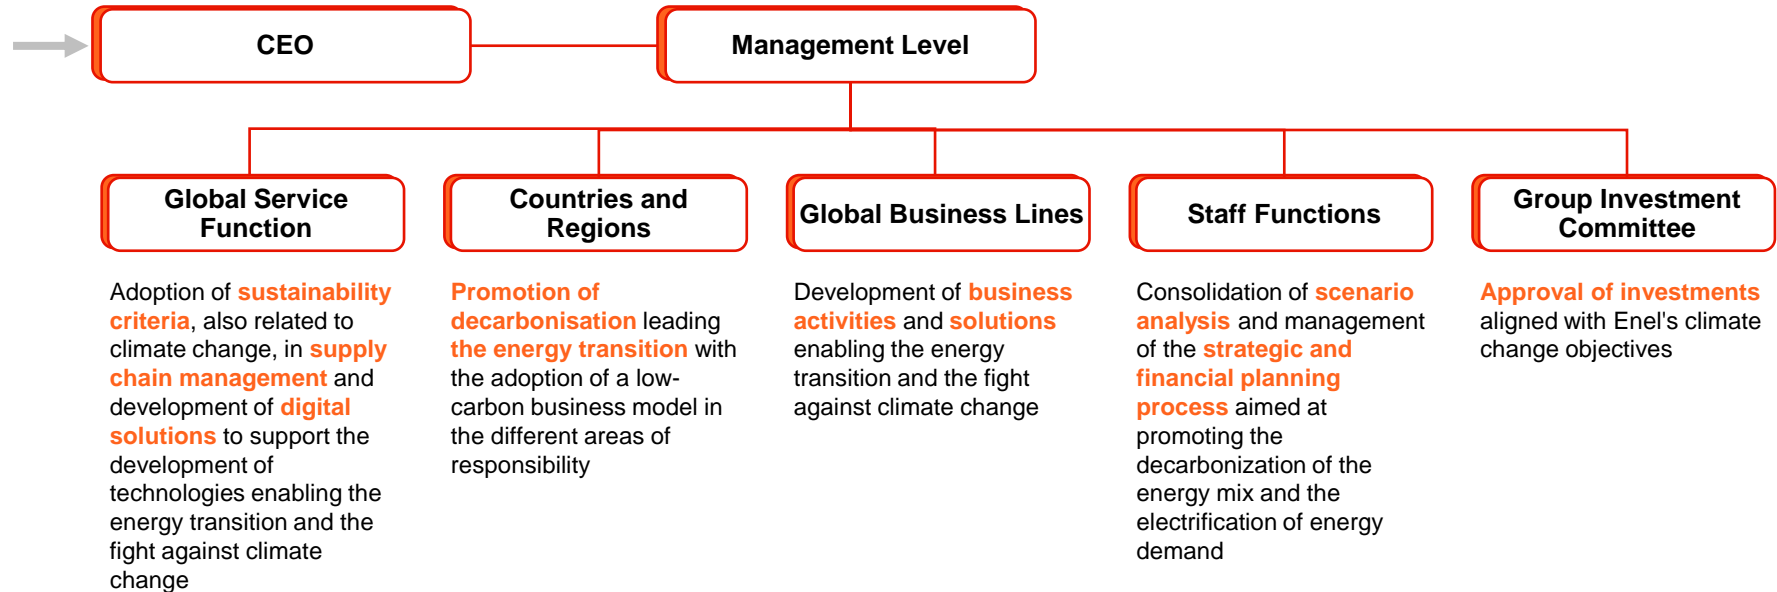 CEO
Management Level
Global Service
Function
Adoption of sustainability
criteria, also related to
climate change, in supply
chain management and
development of digital
solutions to support the
development of
technologies enabling the
energy transition and the
fight against climate
change
Countries and
Regions
Promotion of
decarbonisation leading
the energy transition with
the adoption of a low-
carbon business model in
the different areas of
responsibility
Global Business Lines
Development of business
activities and solutions
enabling the energy
transition and the fight
against climate change
Staff Functions
Consolidation of scenario
analysis and management
of the strategic and
financial planning
process aimed at
promoting the
decarbonization of the
energy mix and the
electrification of energy
demand
Group Investment
Committee
Approval of investments
aligned with Enel's climate
change objectives